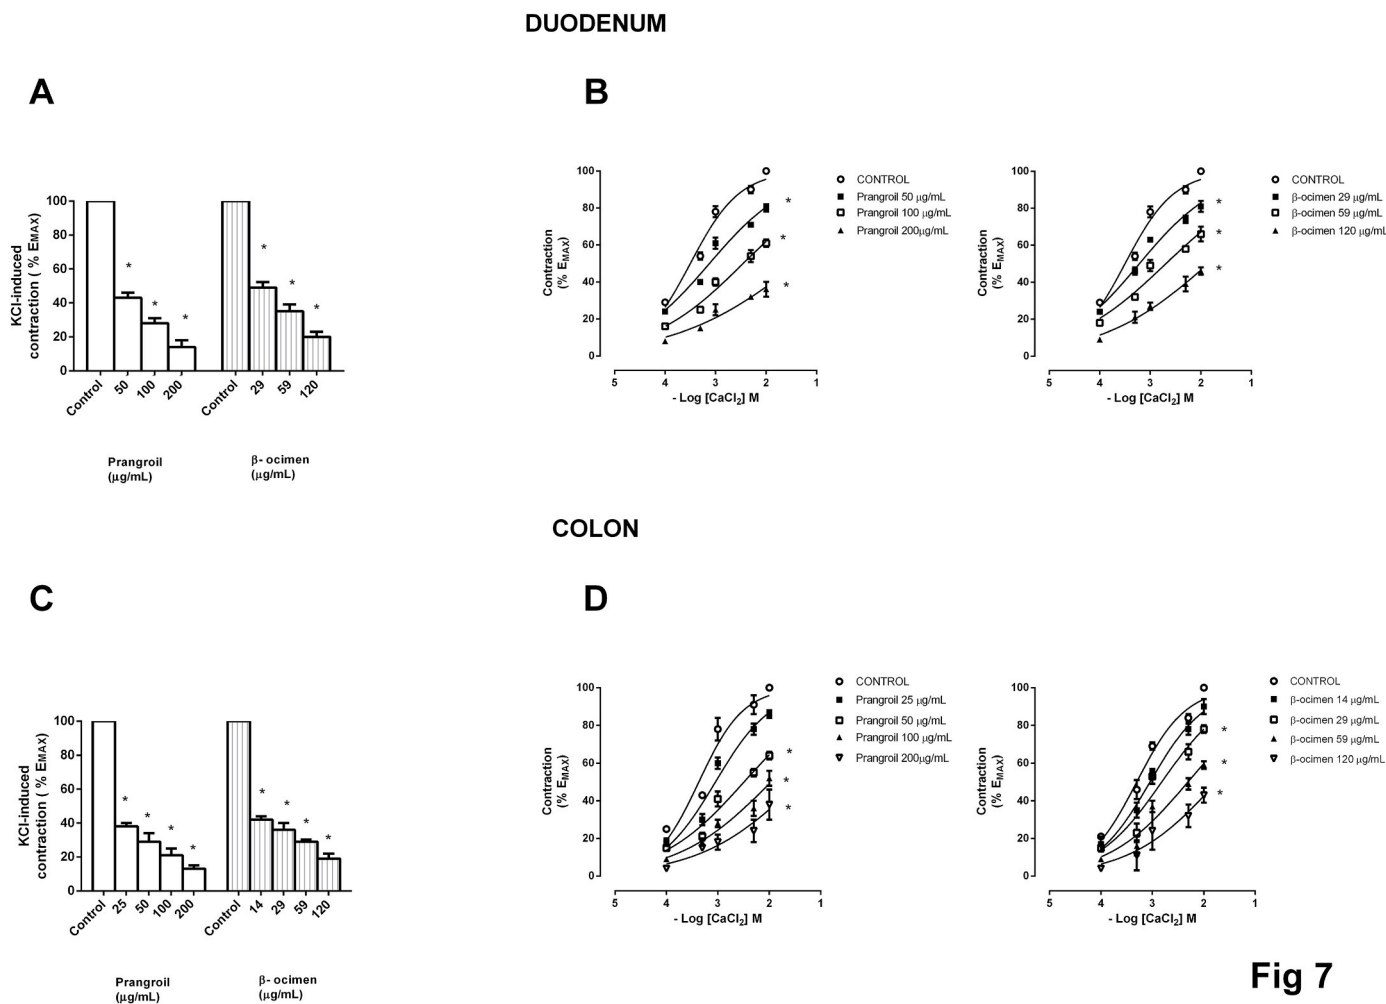 DUODENUM
A
KCl-induced
contraction ( % EMAX)
100
80
60
40
20
0
Control
50
100
200
Control
29
59
120
*
*
*
*
*
*
Prangroil
(µg/mL)
β- ocimen
(µg/mL)
B
Contraction
(% EMAX)
100
80
60
40
20
0
5
4
3
2
1
- Log [CaCl2] M
*
*
*
CONTROL
Prangroil 50 µg/mL
Prangroil 100 µg/mL
Prangroil 200µg/mL
Contraction
(% EMAX)
100
80
60
40
20
0
5
4
3
2
1
- Log [CaCl2] M
*
*
*
CONTROL
β-ocimen 29 µg/mL
β-ocimen 59 µg/mL
β-ocimen 120 µg/mL
COLON
C
KCl-induced
contraction ( % EMAX)
100
80
60
40
20
0
Control
25
50
100
200
Control
14
29
59
120
*
*
*
*
*
*
*
*
Prangroil
(µg/mL)
β- ocimen
(µg/mL)
D
Contraction
(% EMAX)
100
80
60
40
20
0
5
4
3
2
1
- Log [CaCl2] M
*
*
*
CONTROL
Prangroil 25 µg/mL
Prangroil 50 µg/mL
Prangroil 100 µg/mL
Prangroil 200µg/mL
Contraction
(% EMAX)
100
80
60
40
20
0
5
4
3
2
1
- Log [CaCl2] M
*
*
*
CONTROL
β-ocimen 14 µg/mL
β-ocimen 29 µg/mL
β-ocimen 59 µg/mL
β-ocimen 120 µg/mL
Fig 7